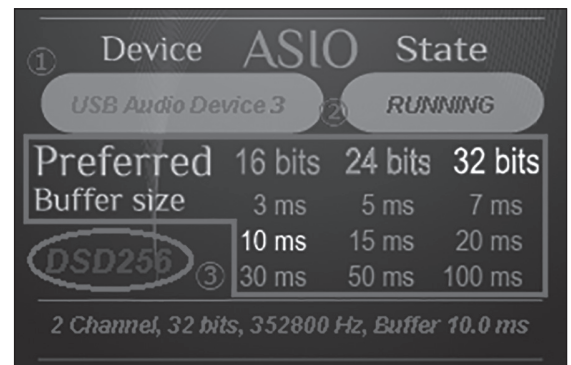 ① Device ASIO State
USB Audio Device 3 ② RUNNING
Preferred 16 bits 24 bits 32 bits
Buffer size 3 ms 5 ms 7 ms
10 ms 15 ms 20 ms
DSD256 ③ 30 ms 50 ms 100 ms
2 Channel, 32 bits, 352800 Hz, Buffer 10.0 ms